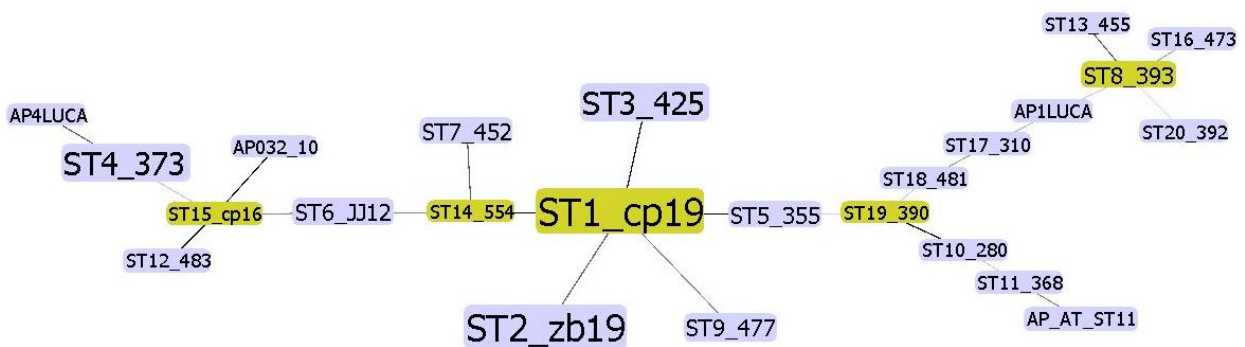 ST13_455
ST16_473
ST8_393
ST3_425
AP4LUCA
AP1LUCA
ST7_452
ST20_392
AP032_10
ST17_310
ST4_373
ST18_481
ST15_cp16
ST6_JJ12
ST14_554
ST1_cp19
ST5_355
ST19_390
ST10_280
ST12_483
ST11_368
ST2_zb19
ST9_477
AP_AT_ST11